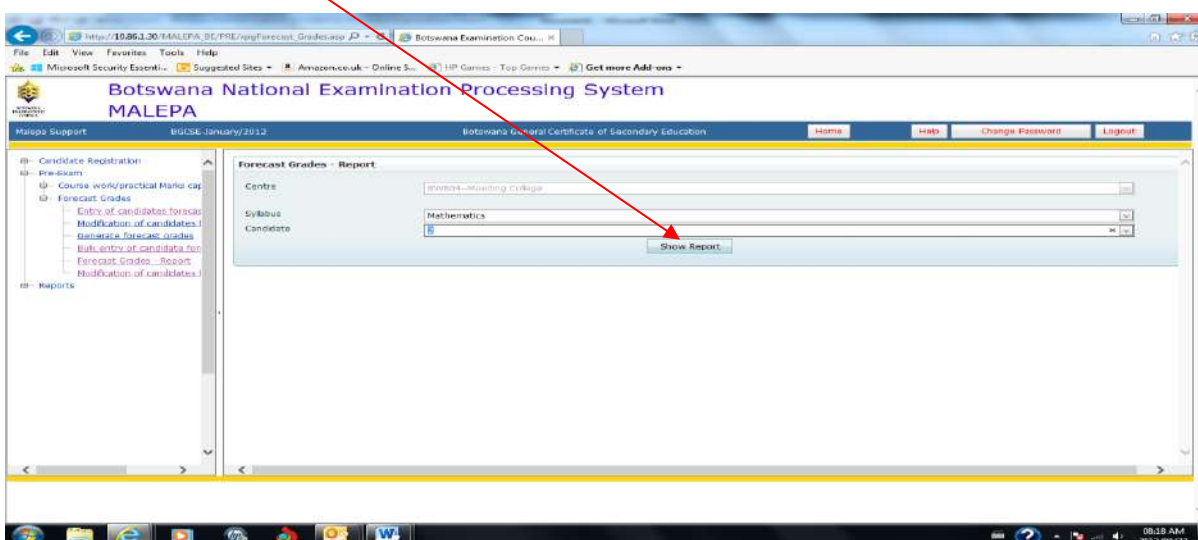 http://10.86.1.30/MALEPA_BE/
Botswana Examination Cou...
File Edit View Favorites Tools Help
Microsoft Security Essenti... Suggested Sites Amazon.co.uk – Online S... HP Games - Top Games Get more Add-ons
Botswana National Examination Processing System
MALEPA
Malepa Support BGCSE-January/2012 Botswana General Certificate of Secondary Education Home Help Change Password Logout
Candidate Registration
Pre-Exam
Course work/practical Marks cap
Forecast Grades
Entry of candidates forecas
Modification of candidates f
Generate forecast grades
Bulk entry of candidate for
Forecast Grades - Report
Modification of candidates f
Reports
Forecast Grades - Report
Centre Moeding College
Syllabus Mathematics
Candidate
Show Report
08:18 AM